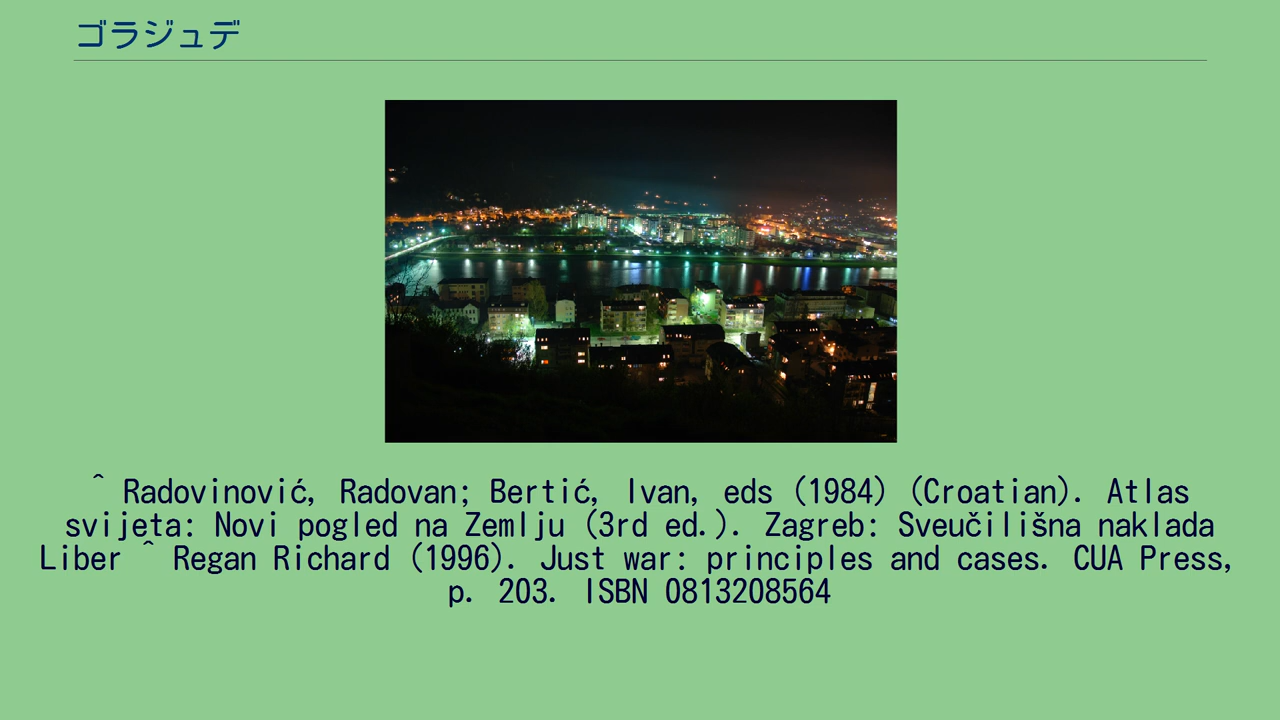 ゴラジュデ
^ Radovinović, Radovan; Bertić, Ivan, eds (1984) (Croatian). Atlas
svijeta: Novi pogled na Zemlju (3rd ed.). Zagreb: Sveučilišna naklada
Liber ^ Regan Richard (1996). Just war: principles and cases. CUA Press,
p. 203. ISBN 0813208564